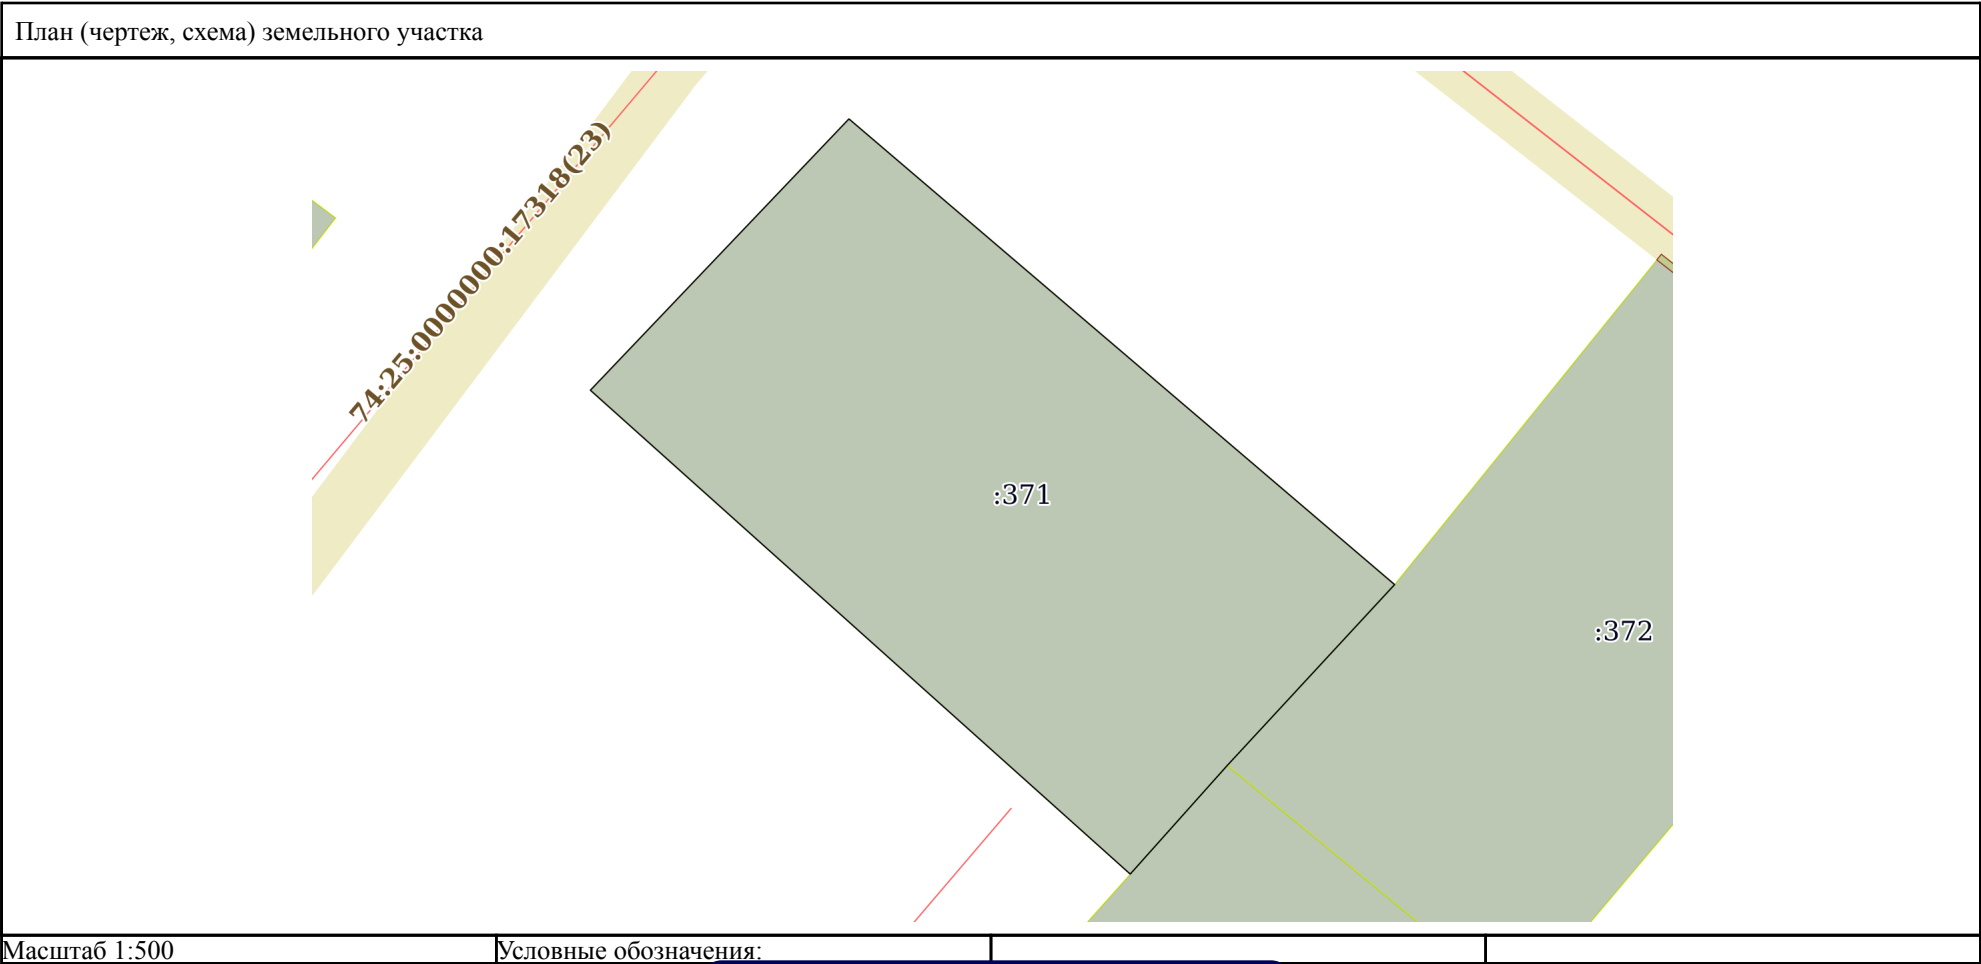 План (чертеж, схема) земельного участка
74:25:0000000:17318(23)
:371
:372
Масштаб 1:500
Условные обозначения: